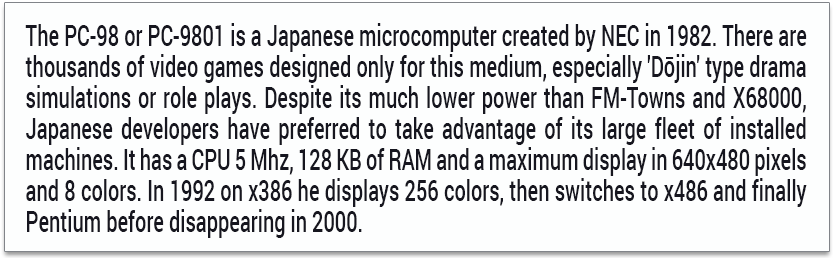 The PC-98 or PC-9801 is a Japanese microcomputer created by NEC in 1982. There are
thousands of video games designed only for this medium, especially 'Dōjin' type drama
simulations or role plays. Despite its much lower power than FM-Towns and X68000,
Japanese developers have preferred to take advantage of its large fleet of installed
machines. It has a CPU 5 Mhz, 128 KB of RAM and a maximum display in 640x480 pixels
and 8 colors. In 1992 on x386 he displays 256 colors, then switches to x486 and finally
Pentium before disappearing in 2000.